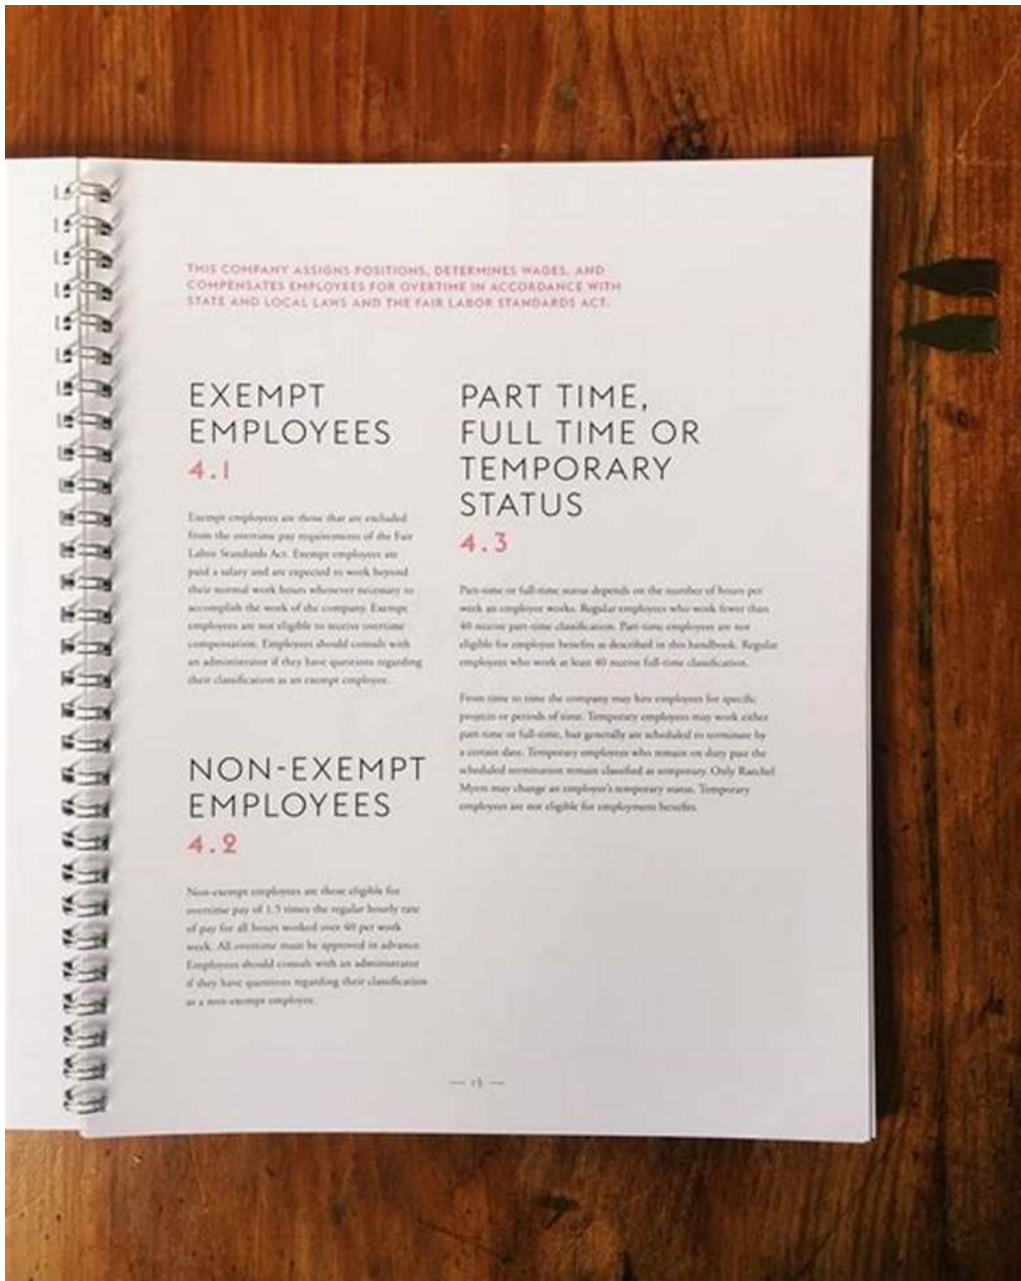 THIS COMPANY ASSIGNS POSITIONS, DETERMINES WAGES, AND
COMPENSATES EMPLOYEES FOR OVERTIME IN ACCORDANCE WITH
STATE AND LOCAL LAWS AND THE FAIR LABOR STANDARDS ACT.
EXEMPT
EMPLOYEES
4.1
Exempt employees are those that are excluded
from the overtime pay requirements of the Fair
Labor Standards Act. Exempt employees are
paid a salary and are expected to work beyond
their normal work hours whenever necessary to
accomplish the work of the company. Exempt
employees are not eligible to receive overtime
compensation. Employees should consult with
an administrator if they have questions regarding
their classification as an exempt employee.
NON-EXEMPT
EMPLOYEES
4.2
Non-exempt employees are those eligible for
overtime pay of 1.5 times the regular hourly rate
of pay for all hours worked over 40 per work
week. All overtime must be approved in advance.
Employees should consult with an administrator
if they have questions regarding their classification
as a non-exempt employee.
PART TIME,
FULL TIME OR
TEMPORARY
STATUS
4.3
Part-time or full-time status depends on the number of hours per
week an employee works. Regular employees who work fewer than
40 receive part-time classification. Part-time employees are not
eligible for employee benefits as described in this handbook. Regular
employees who work at least 40 receive full-time classification.
From time to time the company may hire employees for specific
projects or periods of time. Temporary employees may work either
part-time or full-time, but generally are scheduled to terminate by
a certain date. Temporary employees who remain on duty past the
scheduled termination remain classified as temporary. Only Raechel
Myers may change an employee's temporary status. Temporary
employees are not eligible for employment benefits.